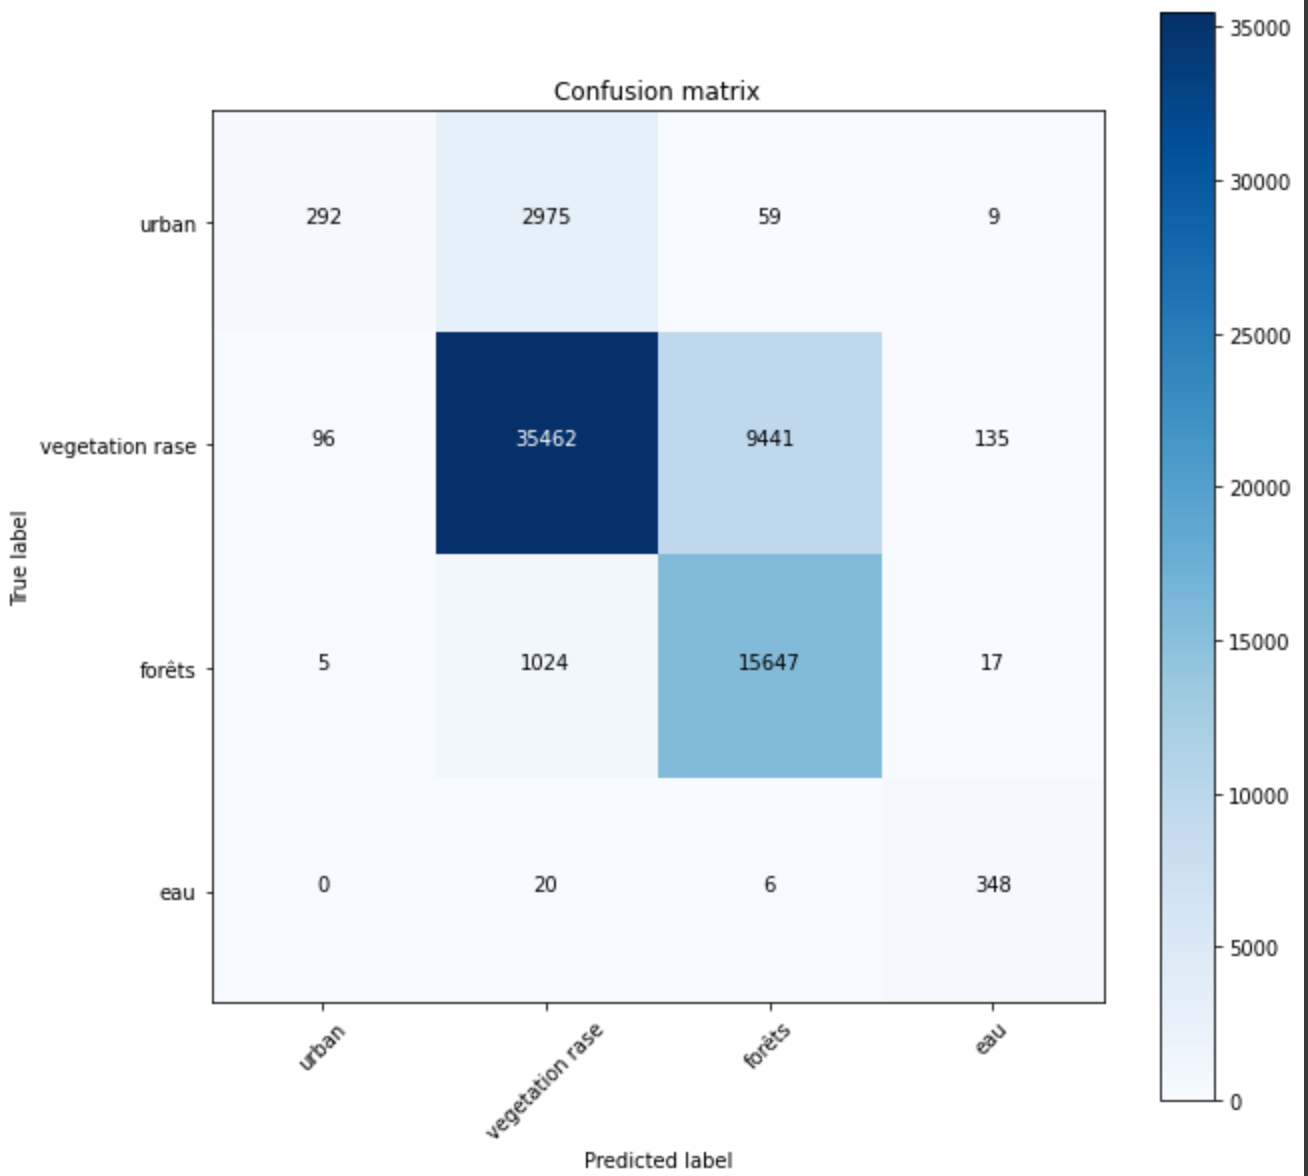 Confusion matrix
35000
30000
25000
20000
15000
10000
5000
0
True label
urban 292 2975 59 9
vegetation rase 96 35462 9441 135
forêts 5 1024 15647 17
eau 0 20 6 348
urban vegetation rase forêts eau
Predicted label